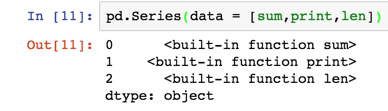 In [11]: pd.Series(data = [sum,print,len])
Out[11]: 0      <built-in function sum>
1    <built-in function print>
2      <built-in function len>
dtype: object